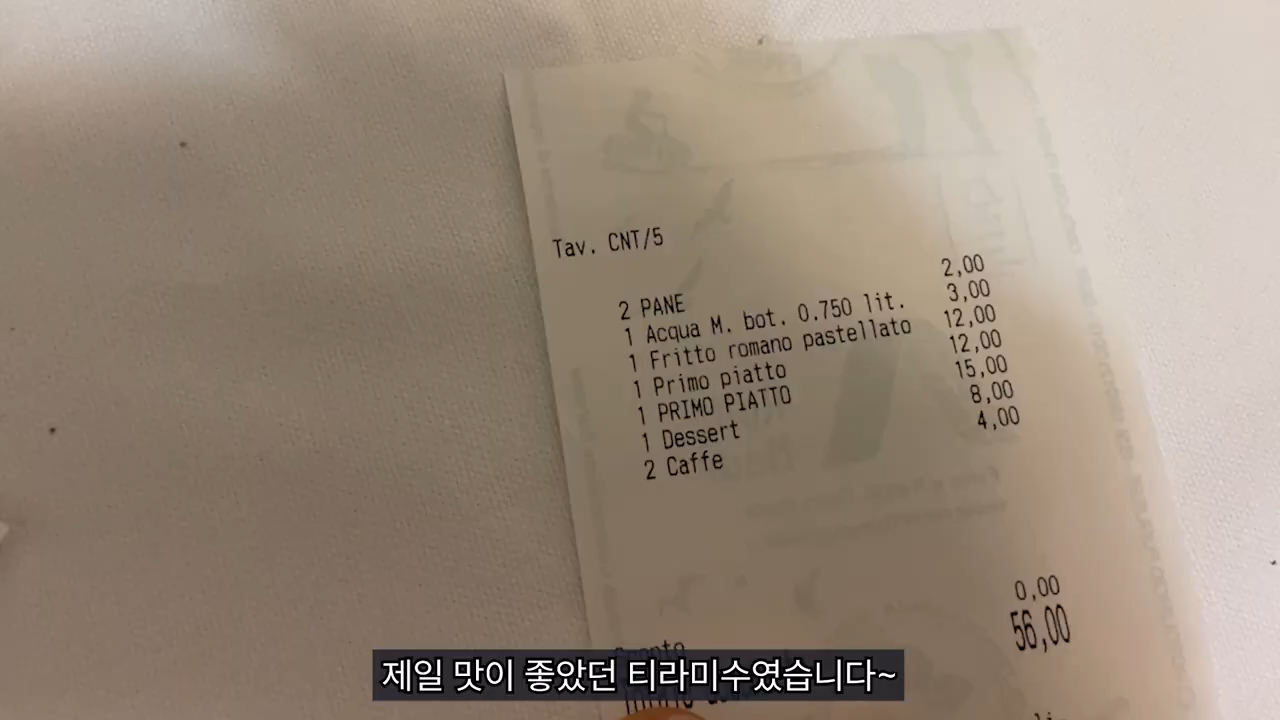 Tav. CNT/5
2 PANE 2,00
1 Acqua M. bot. 0.750 lit. 3,00
1 Fritto romano pastellato 12,00
1 Primo piatto 12,00
1 PRIMO PIATTO 15,00
1 Dessert 8,00
2 Caffe 4,00
0,00
56,00
제일 맛이 좋았던 티라미수였습니다~